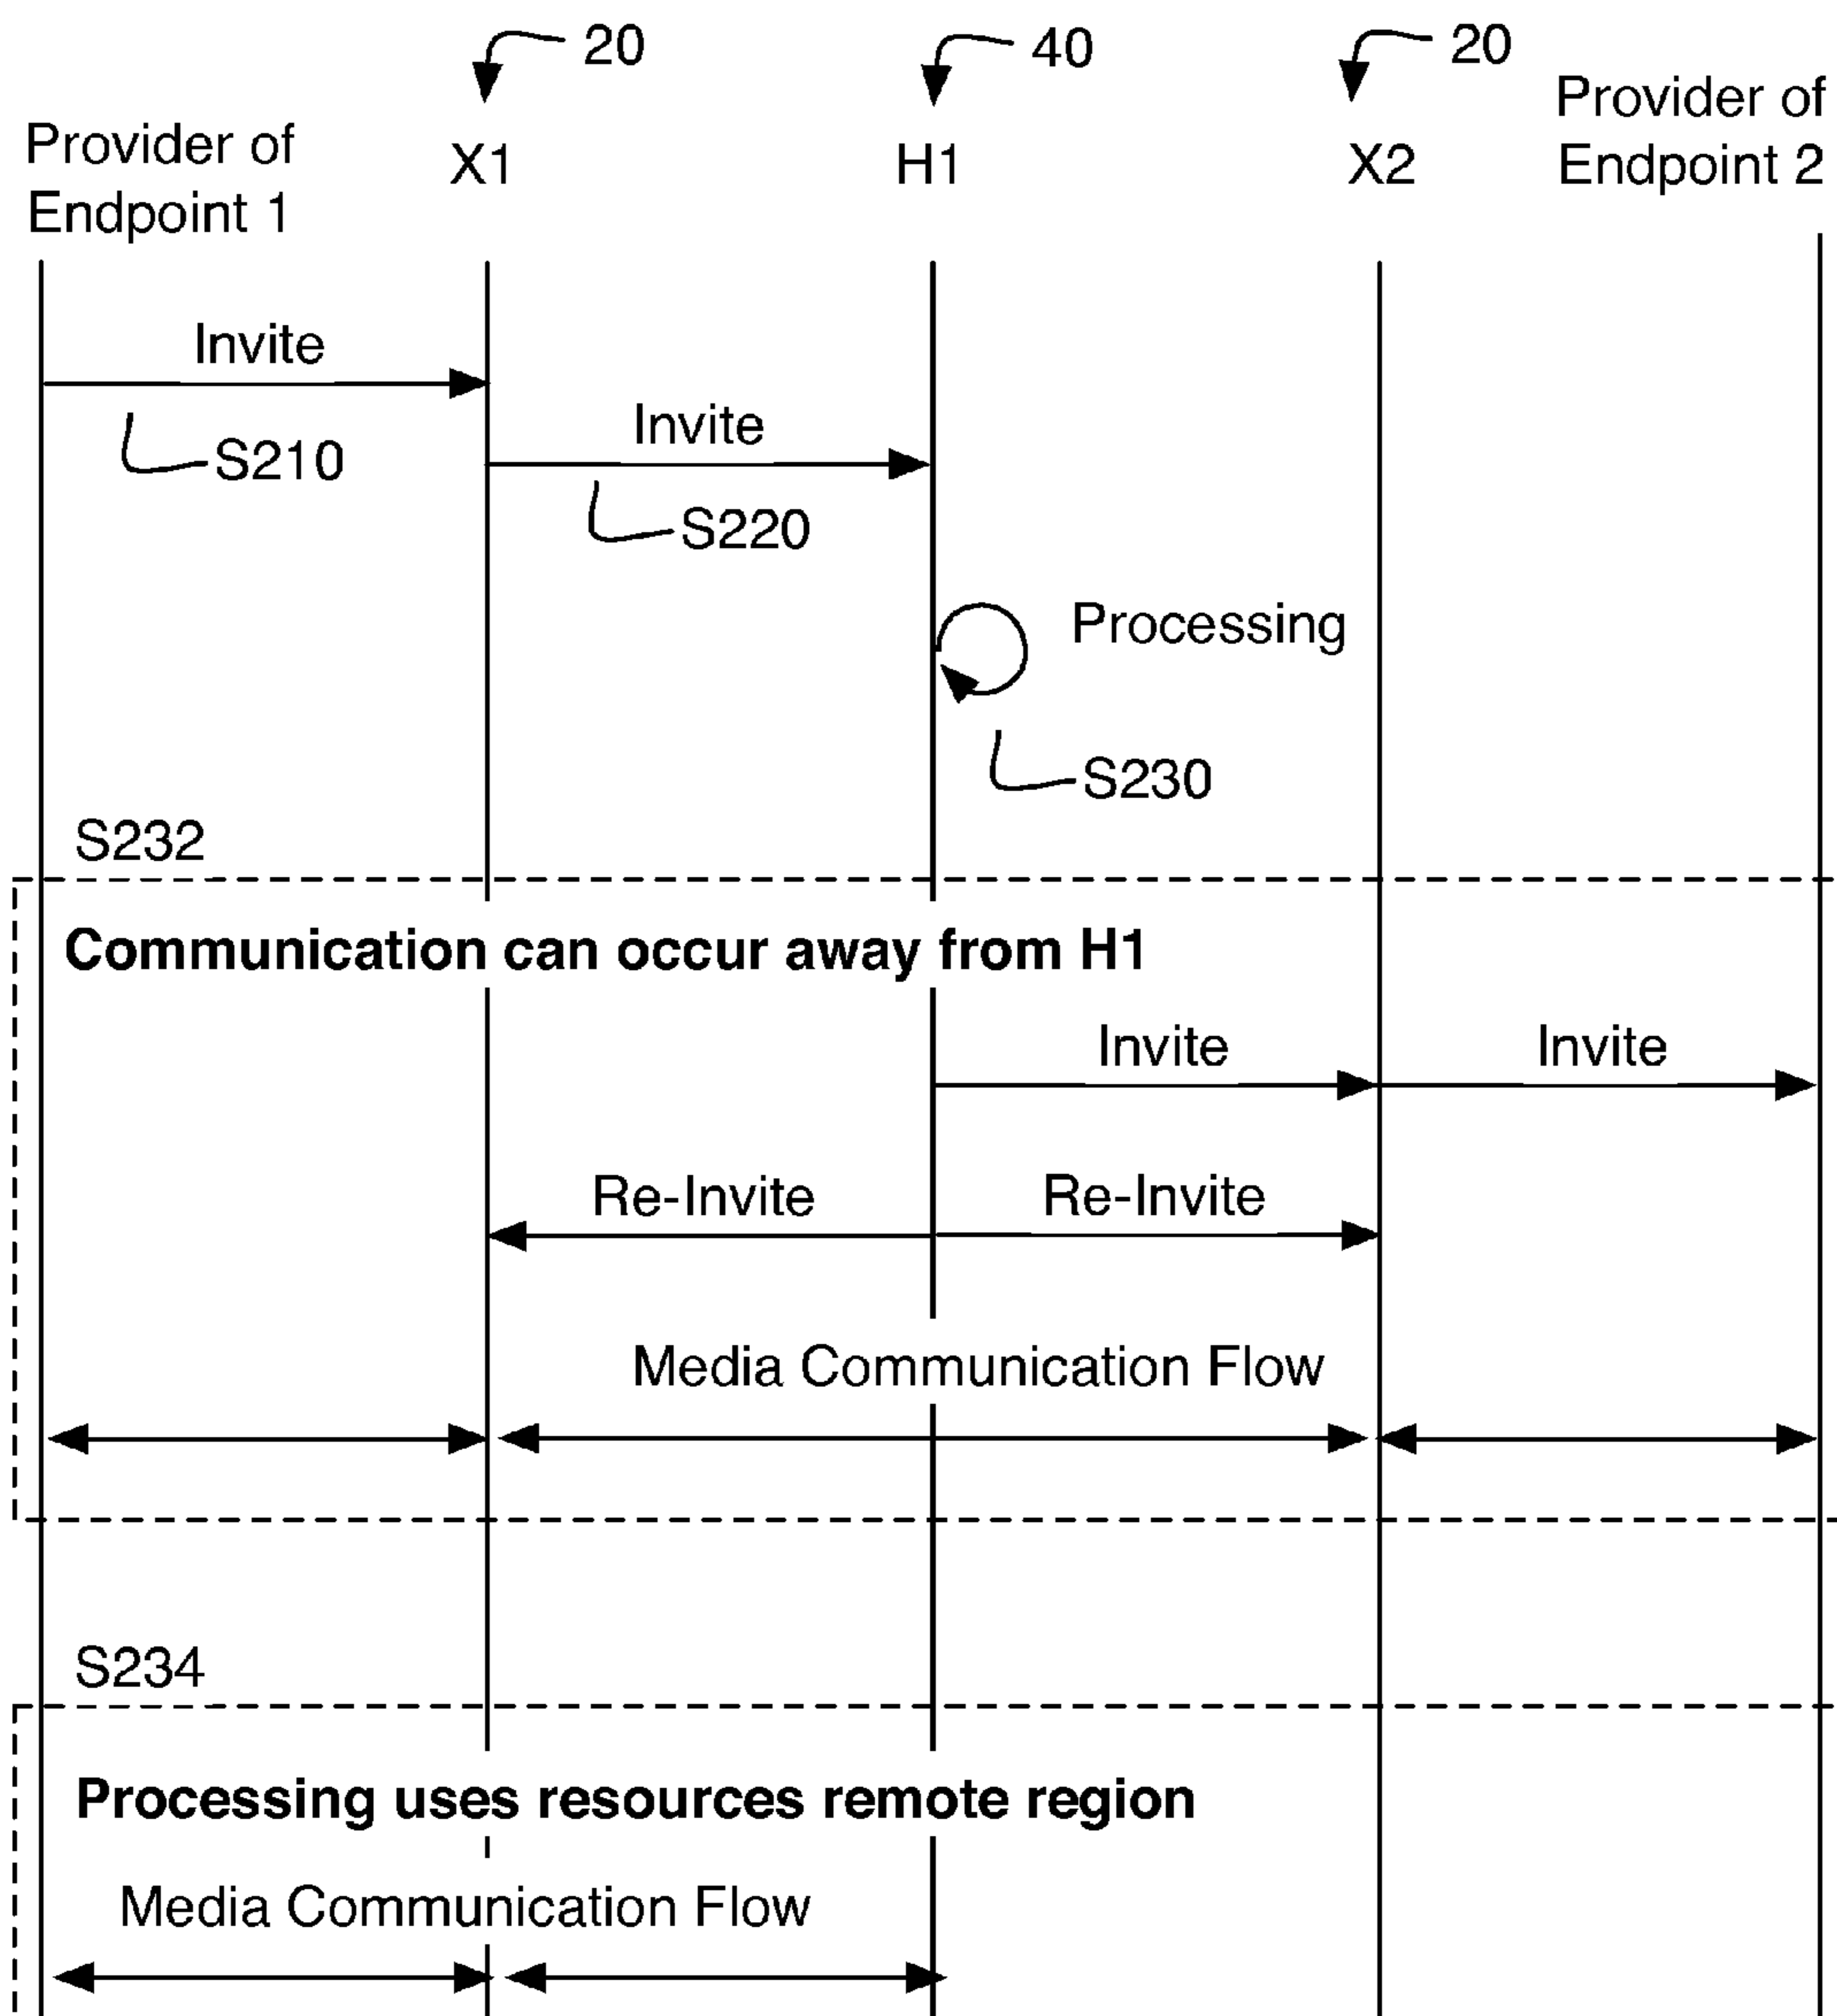 20
40
20
Provider of
Endpoint 1
X1
H1
X2
Provider of
Endpoint 2
Invite
S210
Invite
S220
Processing
S230
S232
Communication can occur away from H1
Invite
Invite
Re-Invite
Re-Invite
Media Communication Flow
S234
Processing uses resources remote region
Media Communication Flow